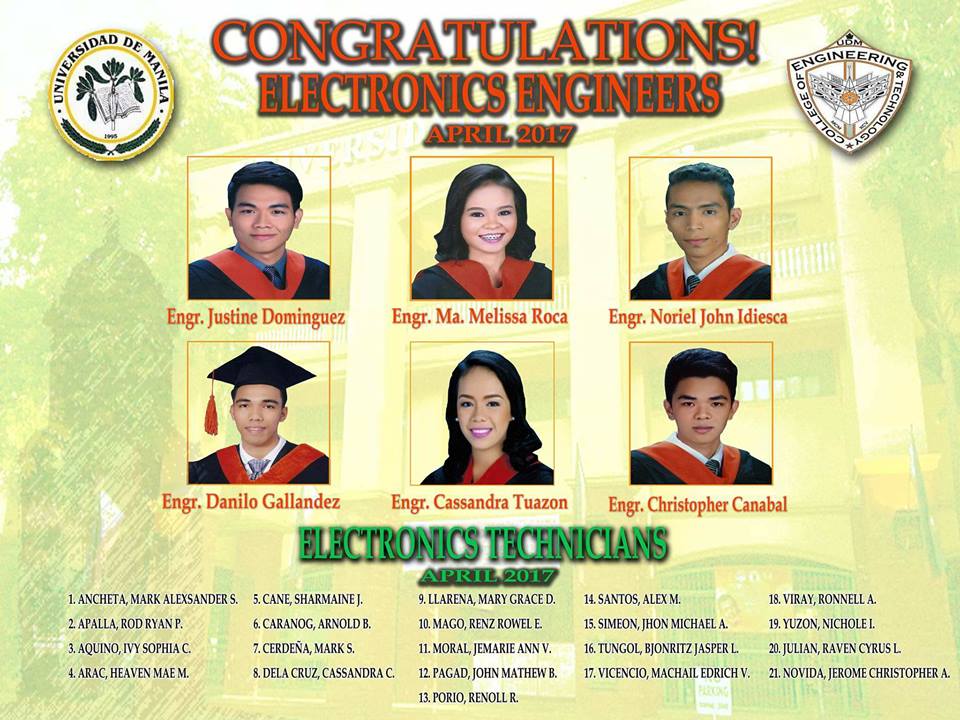 CONGRATULATIONS!
ELECTRONICS ENGINEERS
APRIL 2017
UNIVERSIDAD DE MANILA
1995
UDM
COLLEGE OF ENGINEERING & TECHNOLOGY
Engr. Justine Dominguez
Engr. Ma. Melissa Roca
Engr. Noriel John Idiesca
Engr. Danilo Gallandez
Engr. Cassandra Tuazon
Engr. Christopher Canabal
ELECTRONICS TECHNICIANS
APRIL 2017
1. ANCHETA, MARK ALEXSANDER S.
2. APALLA, ROD RYAN P.
3. AQUINO, IVY SOPHIA C.
4. ARAC, HEAVEN MAE M.
5. CANE, SHARMAINE J.
6. CARANOG, ARNOLD B.
7. CERDEÑA, MARK S.
8. DELA CRUZ, CASSANDRA C.
9. LLARENA, MARY GRACE D.
10. MAGO, RENZ ROWEL E.
11. MORAL, JEMARIE ANN V.
12. PAGAD, JOHN MATHEW B.
13. PORIO, RENOLL R.
14. SANTOS, ALEX M.
15. SIMEON, JHON MICHAEL A.
16. TUNGOL, BJONRITZ JASPER L.
17. VICENCIO, MACHAIL EDRICH V.
18. VIRAY, RONNELL A.
19. YUZON, NICHOLE I.
20. JULIAN, RAVEN CYRUS L.
21. NOVIDA, JEROME CHRISTOPHER A.
PARKING